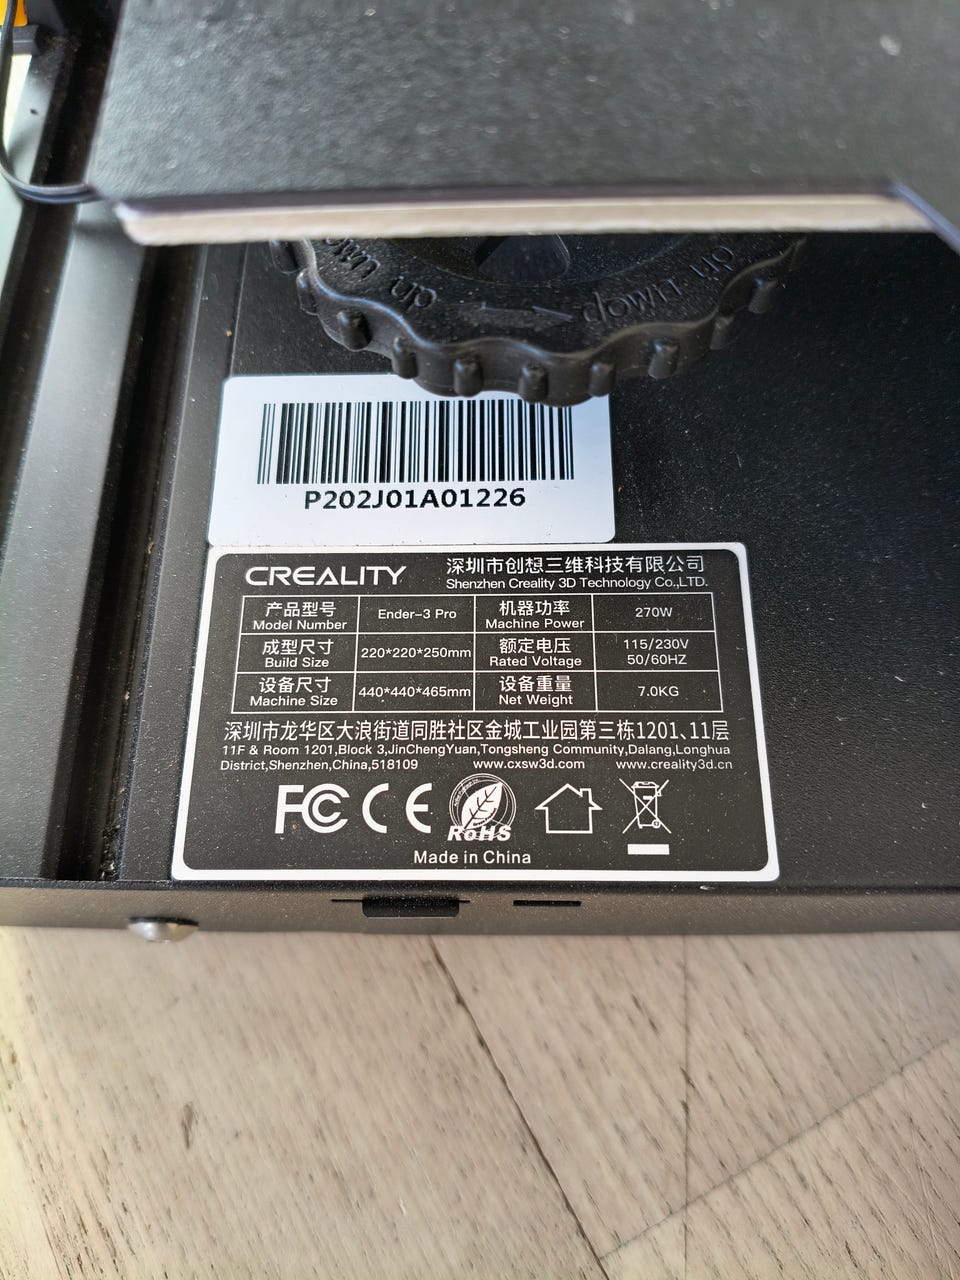 down up down up
P202J01A01226
CREALITY 深圳市创想三维科技有限公司
Shenzhen Creality 3D Technology Co.,LTD.
产品型号 Ender-3 Pro 机器功率 270W
Model Number Machine Power
成型尺寸 220*220*250mm 额定电压 115/230V
Build Size Rated Voltage 50/60HZ
设备尺寸 440*440*465mm 设备重量 7.0KG
Machine Size Net Weight
深圳市龙华区大浪街道同胜社区金城工业园第三栋1201、11层
11F & Room 1201,Block 3,JinChengYuan,Tongsheng Community,Dalang,Longhua
District,Shenzhen,China,518109 www.cxsw3d.com www.creality3d.cn
FC CE RoHS
Made in China